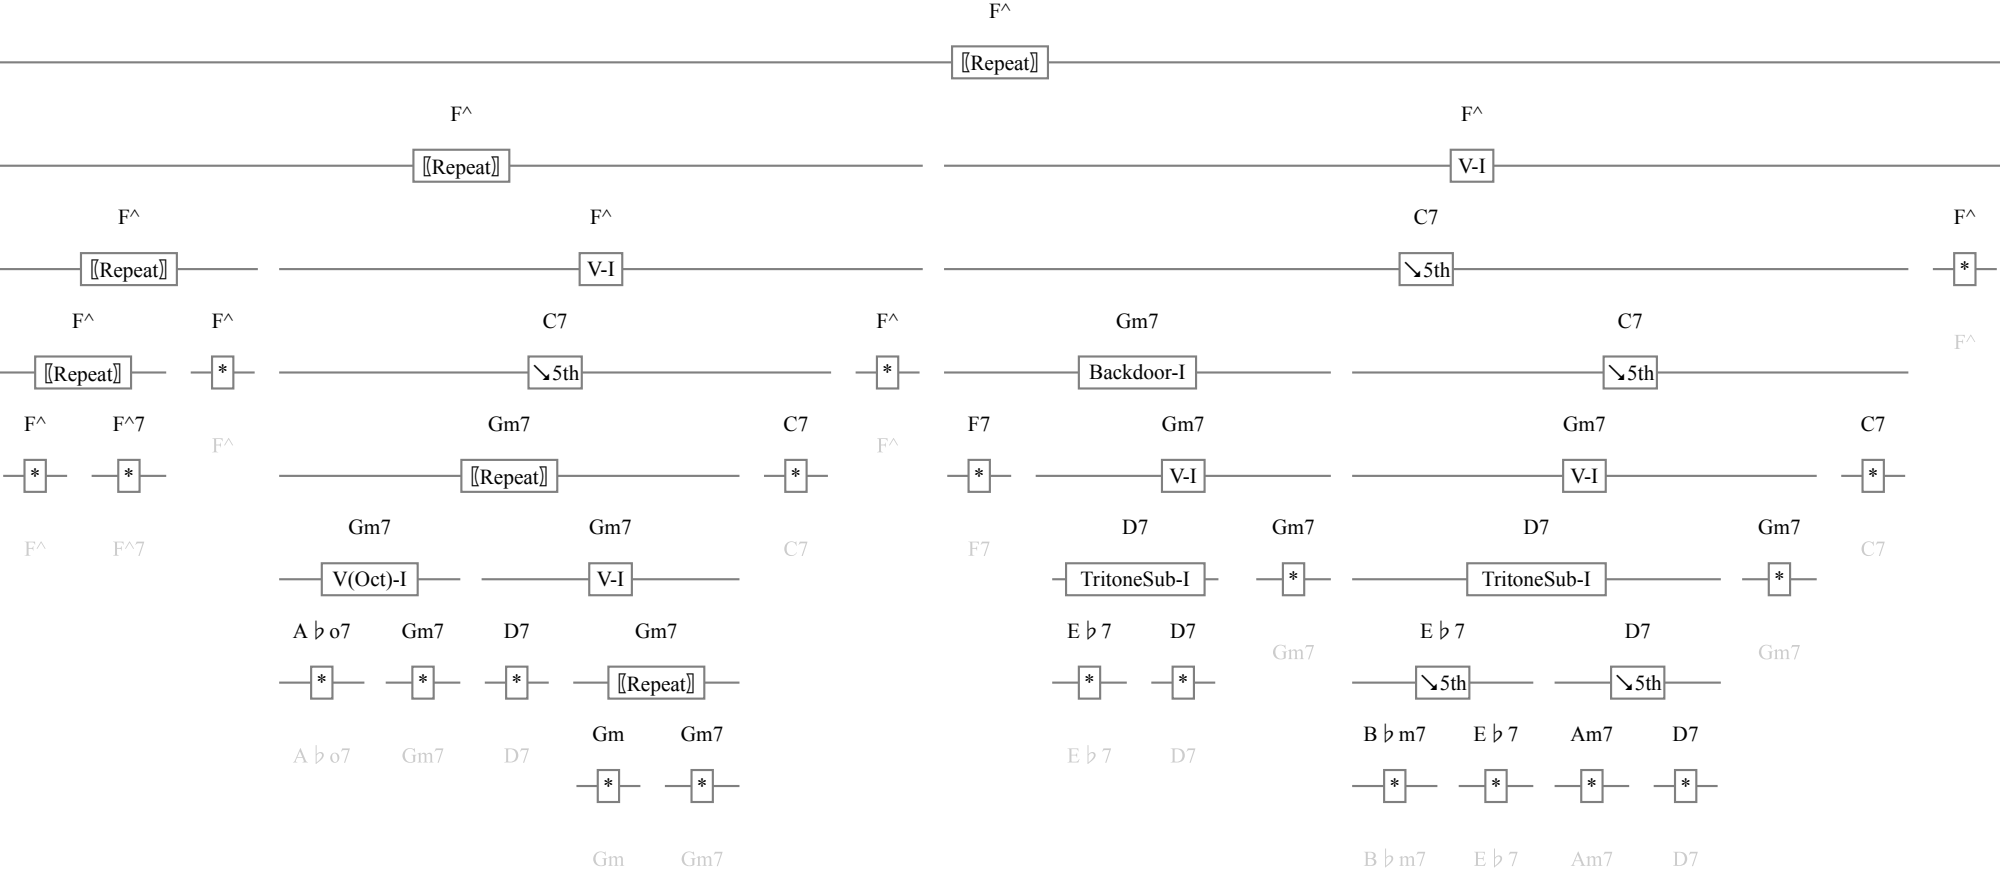 F^
〚Repeat〛
F^ F^
〚Repeat〛 V-I
F^ F^ C7 F^
〚Repeat〛 V-I ↘5th *
F^ F^ C7 F^ Gm7 C7 F^
〚Repeat〛 * ↘5th * Backdoor-I ↘5th
F^ F^7 F^ Gm7 C7 F^ F7 Gm7 Gm7 C7
* * 〚Repeat〛 * * V-I V-I *
F^ F^7 Gm7 Gm7 C7 F7 D7 Gm7 D7 Gm7 C7
V(Oct)-I V-I TritoneSub-I * TritoneSub-I *
A♭o7 Gm7 D7 Gm7 E♭7 D7 Gm7 E♭7 D7 Gm7
* * * 〚Repeat〛 * * ↘5th ↘5th
A♭o7 Gm7 D7 Gm Gm7 E♭7 D7 B♭m7 E♭7 Am7 D7
* * * * * *
Gm Gm7 B♭m7 E♭7 Am7 D7